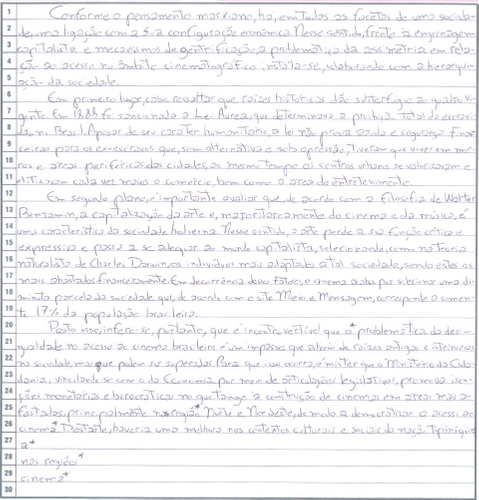 1 Conforme o pensamento marxiano, há, em todas as facetas de uma socieda-
2 de, uma ligação com a sua configuração econômica. Nesse sentido, frente à engrenagem
3 capitalista e mecanismos de gentrificação, a problemática da assimetria em rela-
4 ção a acesso no âmbito cinematográfico instala-se, colaborando com a hierarqui-
5 zação da sociedade.
6 Em primeiro lugar, cabe ressaltar que raízes históricas dão subterfúgio ao quadro vi-
7 gente. Em 1888 foi sancionada a Lei Áurea, que determinava a proibição total da escravi-
8 dão no Brasil. Apesar de seu caráter humanitário, a lei não previa ajuda e segurança finan-
9 ceiras para os ex-escravos que, sem alternativa e sob opressão, tiveram que viver em mor-
10 ros e áreas periféricas das cidades, ao mesmo tempo os centros urbanos se valorizavam e
11 elitizavam cada vez mais o comércio, bem como a área de entretenimento.
12 Em segundo plano, é importante avaliar que, de acordo com a filosofia de Walter
13 Benjamin, a capitalização da arte e, majoritariamente do cinema e da música, é
14 uma característica da sociedade hodierna. Nesse sentido, a arte perde a sua função crítica e
15 expressiva e passa a se adequar ao mundo capitalista, selecionando, como na teoria
16 naturalista de Charles Darwin, os indivíduos mais adaptados a tal sociedade, sendo estes os
17 mais abastados financeiramente. Em decorrência desse fator, o cinema acaba por selecionar uma di-
18 minuta parcela da sociedade que, de acordo com o site Meio e Mensagem, corresponde a somen-
19 te 17% da população brasileira.
20 Posto isso, infere-se, portanto, que é incontrovertível que a* problemática da desi-
21 gualdade no acesso ao cinema brasileiro é um impasse que advém de raízes antigas e intrínsecas
22 na sociedade, mas que podem ser superadas. Para que isso ocorra, é mister que o Ministério da Cida-
23 dania, vinculando-se com o da Economia por meio de articulações legislativas, promova isen-
24 ções monetárias e burocráticas no que tange à construção de cinemas em áreas mais a-
25 fastadas, principalmente nas região* Norte e Nordeste, de modo a democratizar o acesso ao
26 cinema* Destarte, haveria uma melhora nos contextos culturais e sociais da nação tupiniquim
27 a*
28 nas regiões*
29 cinema*
30